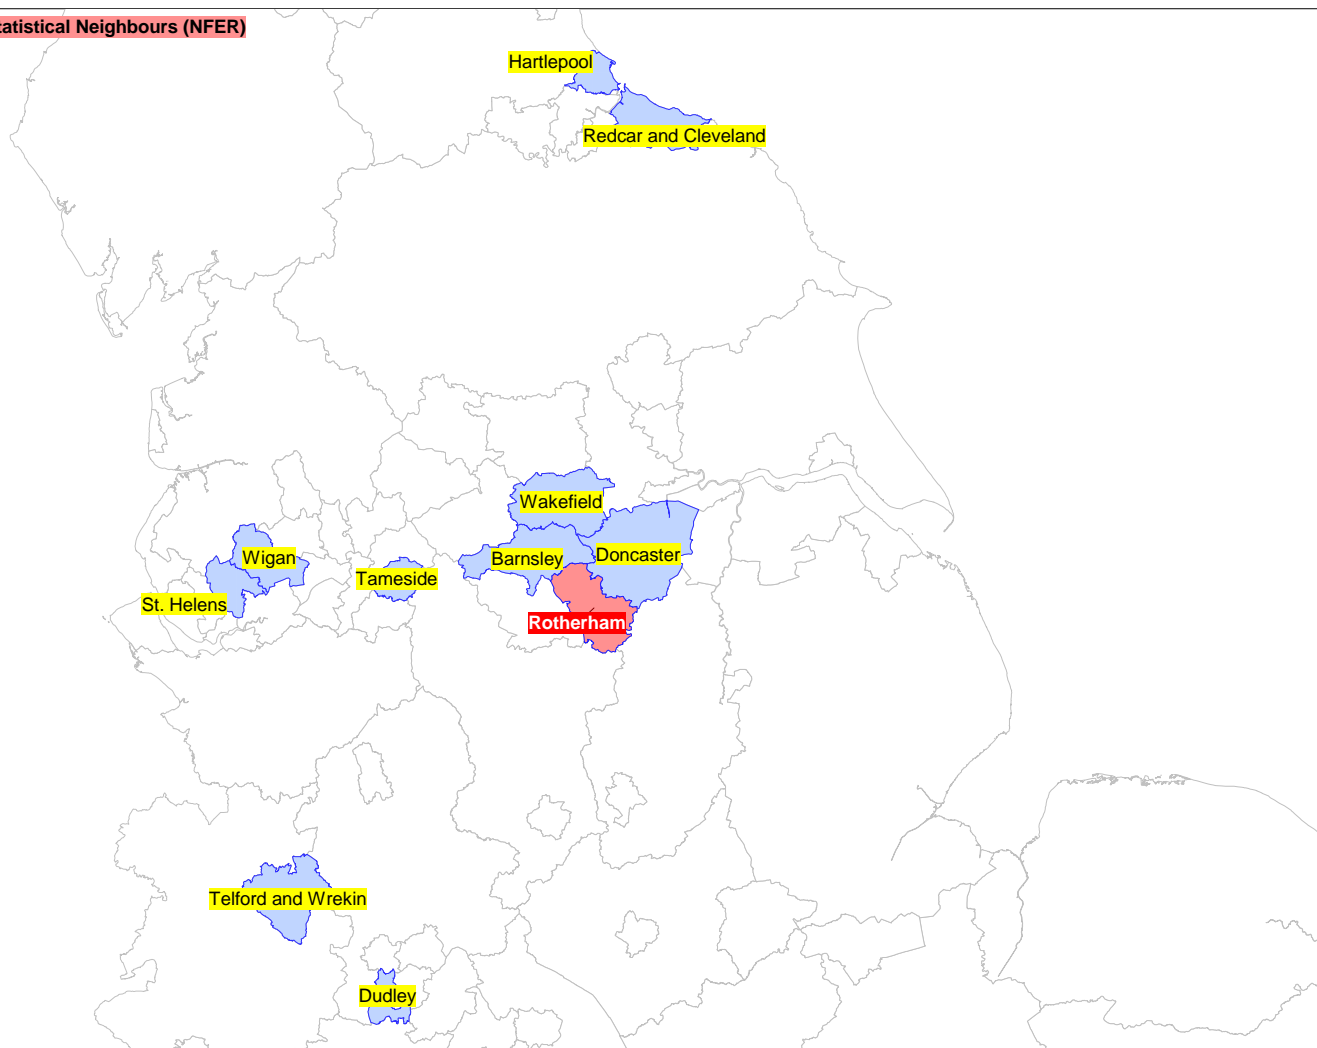 tatistical Neighbours (NFER)
Hartlepool
Redcar and Cleveland
Wakefield
Wigan
Barnsley
Doncaster
Tameside
St. Helens
Rotherham
Telford and Wrekin
Dudley